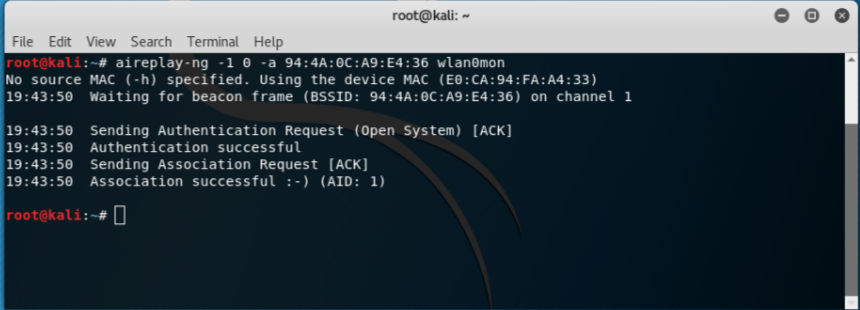 root@kali: ~
File Edit View Search Terminal Help
root@kali:~# aireplay-ng -1 0 -a 94:4A:0C:A9:E4:36 wlan0mon
No source MAC (-h) specified. Using the device MAC (E0:CA:94:FA:A4:33)
19:43:50  Waiting for beacon frame (BSSID: 94:4A:0C:A9:E4:36) on channel 1
19:43:50  Sending Authentication Request (Open System) [ACK]
19:43:50  Authentication successful
19:43:50  Sending Association Request [ACK]
19:43:50  Association successful :-) (AID: 1)
root@kali:~#